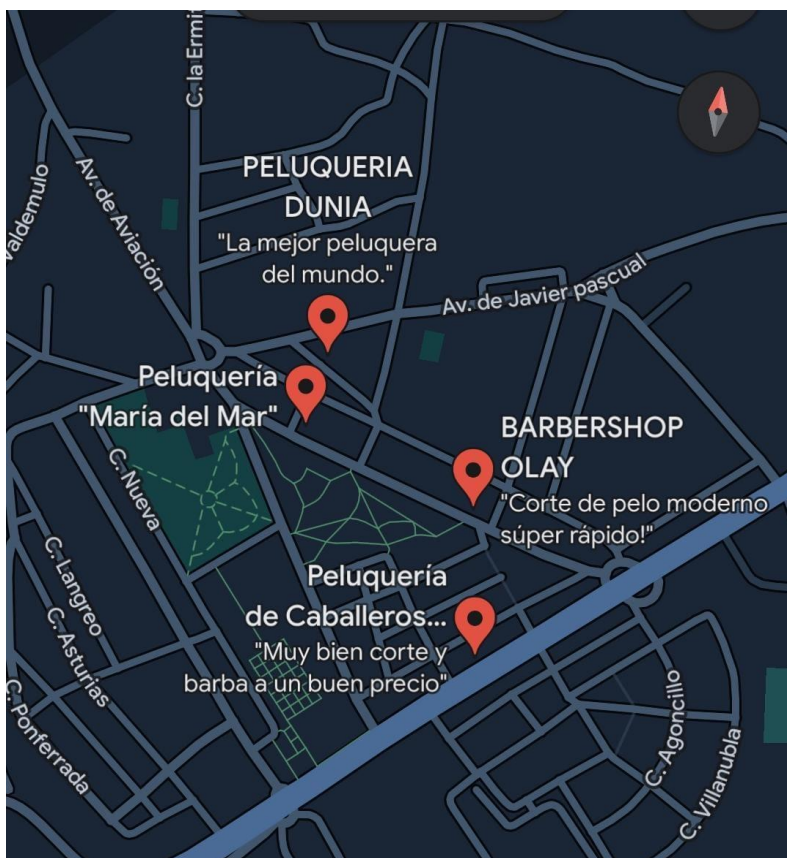 C. la Ermi
Av. de Aviación
valdemulo
PELUQUERIA
DUNIA
"La mejor peluquera
del mundo."
Av. de Javier pascual
Peluquería
"María del Mar"
BARBERSHOP
OLAY
"Corte de pelo moderno
súper rápido!"
C. Nueva
Peluquería
de Caballeros...
"Muy bien corte y
barba a un buen precio"
C. Langreo
C. Asturias
C. Ponferrada
C. Agoncillo
C. Villanubla